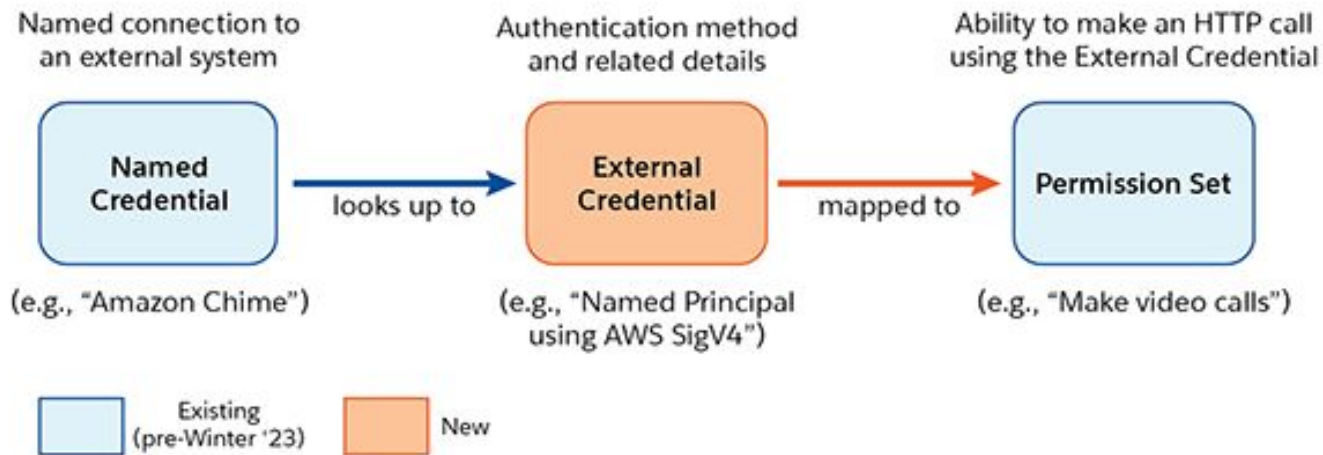 Named connection to
an external system
Authentication method
and related details
Ability to make an HTTP call
using the External Credential
Named
Credential
looks up to
External
Credential
mapped to
Permission Set
(e.g., “Amazon Chime”)
(e.g., “Named Principal
using AWS SigV4”)
(e.g., “Make video calls”)
Existing
(pre-Winter ‘23)
New